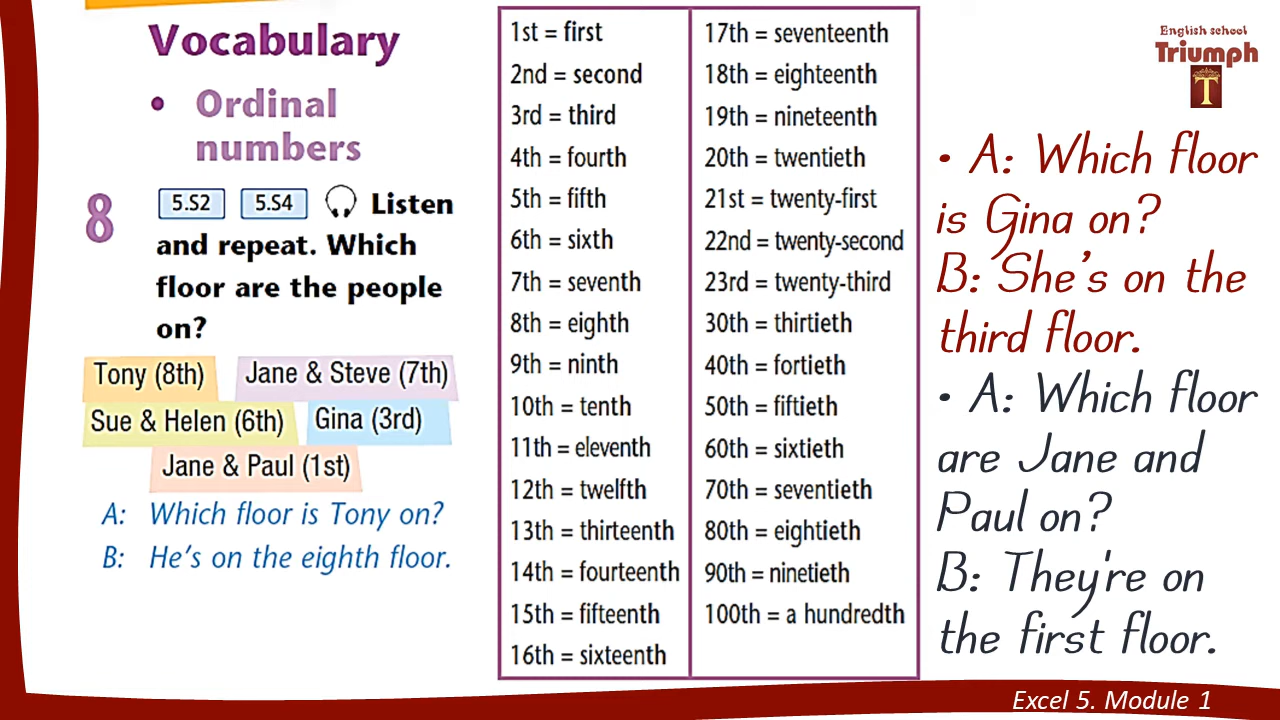 Vocabulary
• Ordinal
numbers
8 5.S2 5.S4 Listen
and repeat. Which
floor are the people
on?
Tony (8th) Jane & Steve (7th)
Sue & Helen (6th) Gina (3rd)
Jane & Paul (1st)
A: Which floor is Tony on?
B: He's on the eighth floor.
1st = first
2nd = second
3rd = third
4th = fourth
5th = fifth
6th = sixth
7th = seventh
8th = eighth
9th = ninth
10th = tenth
11th = eleventh
12th = twelfth
13th = thirteenth
14th = fourteenth
15th = fifteenth
16th = sixteenth
17th = seventeenth
18th = eighteenth
19th = nineteenth
20th = twentieth
21st = twenty-first
22nd = twenty-second
23rd = twenty-third
30th = thirtieth
40th = fortieth
50th = fiftieth
60th = sixtieth
70th = seventieth
80th = eightieth
90th = ninetieth
100th = a hundredth
English school
Triumph
T
• A: Which floor
is Gina on?
B: She's on the
third floor.
• A: Which floor
are Jane and
Paul on?
B: They're on
the first floor.
Excel 5. Module 1